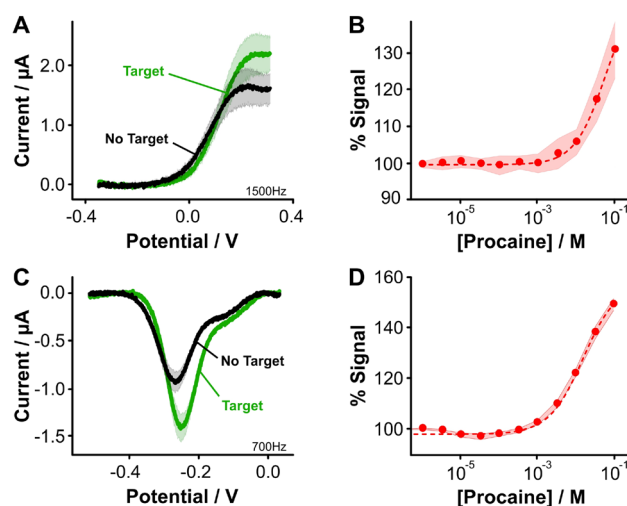 A
Current / µA
2.0
1.0
0.0
Target
No Target
1500Hz
-0.4
0.0
0.4
Potential / V
B
% Signal
130
120
110
100
90
10-5
10-3
10-1
[Procaine] / M
C
Current / µA
0.0
-0.5
-1.0
-1.5
No Target
Target
700Hz
-0.4
-0.2
0.0
Potential / V
D
% Signal
160
140
120
100
10-5
10-3
10-1
[Procaine] / M